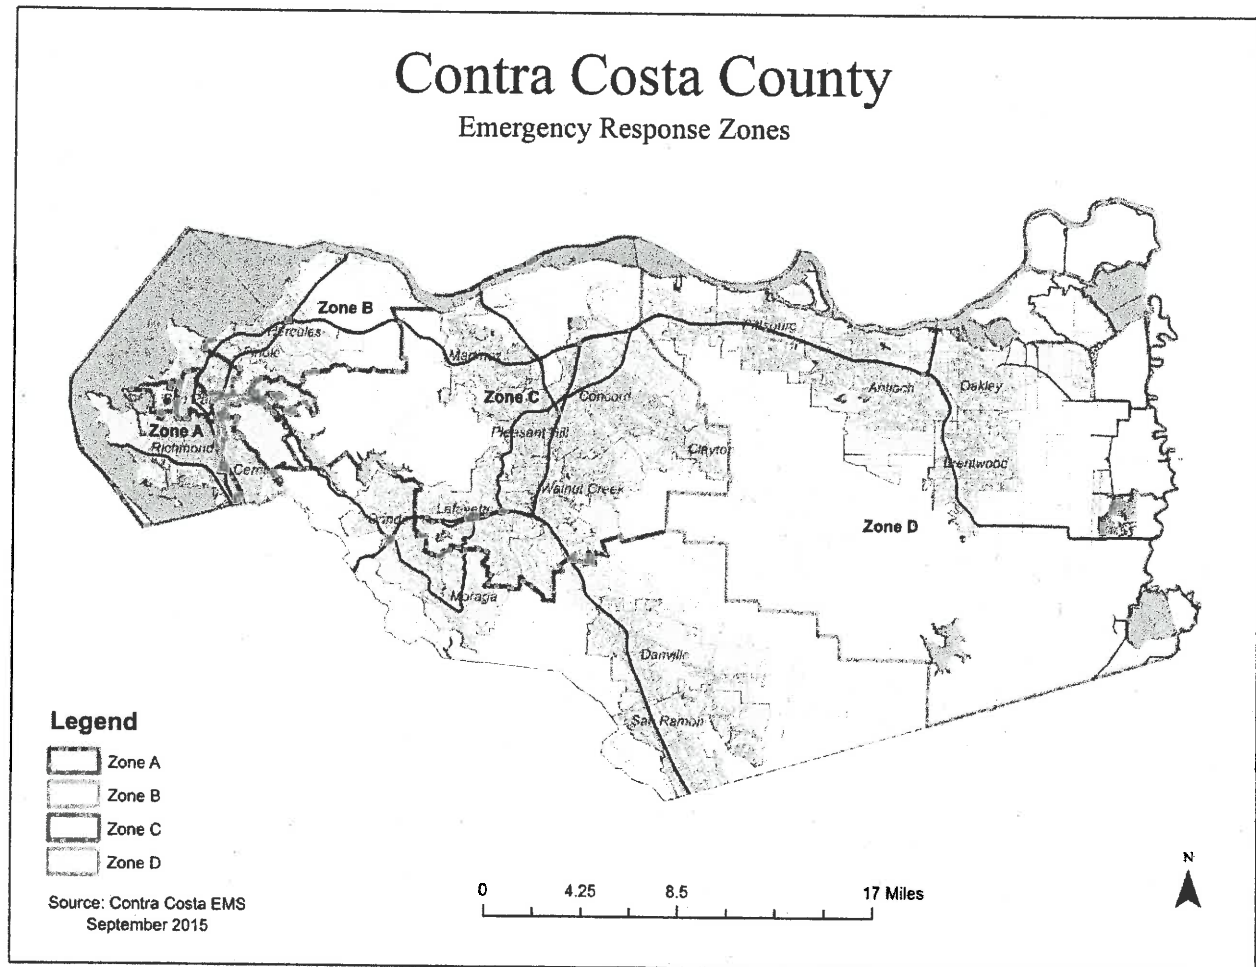 Contra Costa County
Emergency Response Zones
Zone B
Hercules
Zone C
Concord
Pittsburg
Antioch
Oakley
Zone A
Richmond
Pleasant Hill
Clayton
Brentwood
Walnut Creek
Lafayette
Zone D
Moraga
Danville
San Ramon
Legend
Zone A
Zone B
Zone C
Zone D
Source: Contra Costa EMS
September 2015
0 4.25 8.5 17 Miles
N